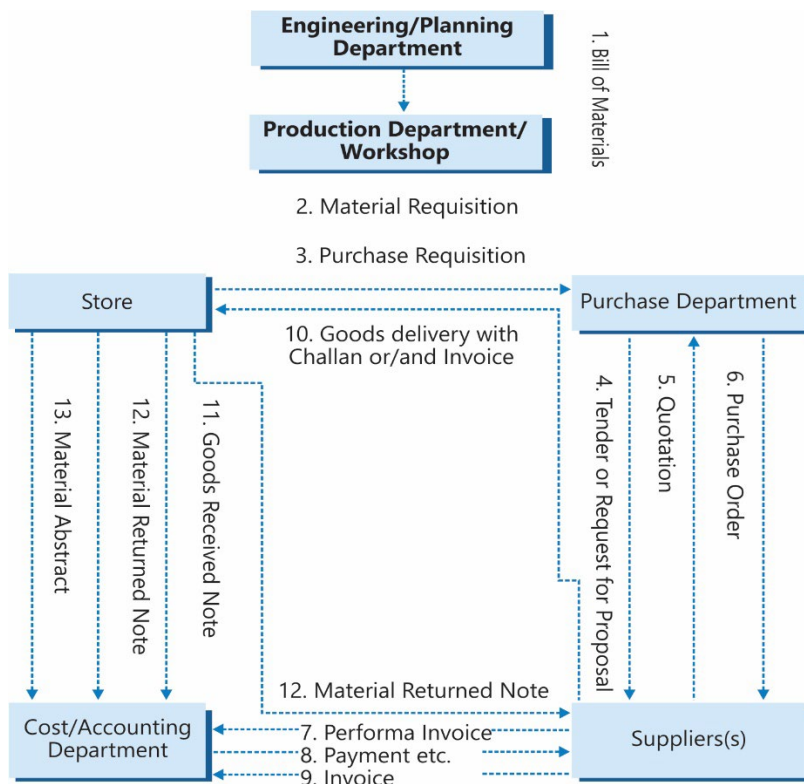 Engineering/Planning
Department
1. Bill of Materials
Production Department/
Workshop
2. Material Requisition
3. Purchase Requisition
Store
Purchase Department
10. Goods delivery with
Challan or/and Invoice
13. Material Abstract
12. Material Returned Note
11. Goods Received Note
4. Tender or Request for Proposal
5. Quotation
6. Purchase Order
12. Material Returned Note
Cost/Accounting
Department
7. Performa Invoice
8. Payment etc.
9. Invoice
Suppliers(s)